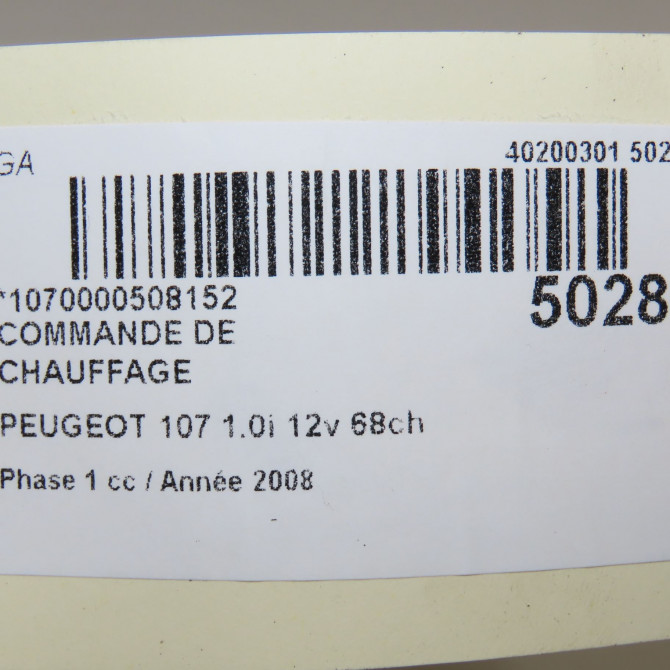 GA
40200301 502
*1070000508152
5028
COMMANDE DE
CHAUFFAGE
PEUGEOT 107 1.0i 12v 68ch
Phase 1 cc / Année 2008